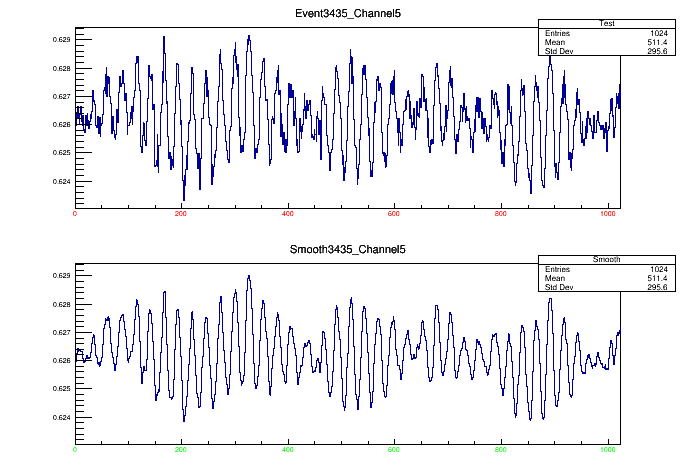 Event3435_Channel5
Test
Entries 1024
Mean 511.4
Std Dev 295.6
0.629
0.628
0.627
0.626
0.625
0.624
0 200 400 600 800 1000
Smooth3435_Channel5
Smooth
Entries 1024
Mean 511.4
Std Dev 295.6
0.629
0.628
0.627
0.626
0.625
0.624
0 200 400 600 800 1000